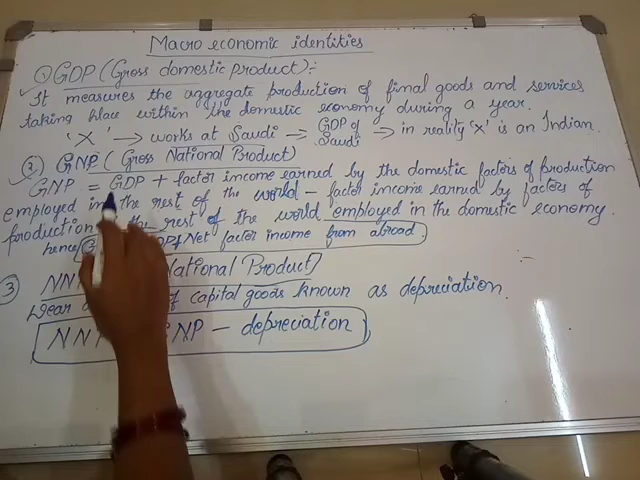 Macro economic identities
① GDP (Gross domestic product):-
It measures the aggregate production of final goods and services
taking place within the domestic economy during a year.
'X' → works at Saudi = GDP of Saudi → in reality 'X' is an Indian.
② GNP (Gross National Product)
GNP = GDP + factor income earned by the domestic factors of production
employed in the rest of the world - factor income earned by factors of
production the rest of the world employed in the domestic economy.
hence Net factor income from abroad
③ National Product)
Wear of capital goods known as depreciation.
NNP - depreciation